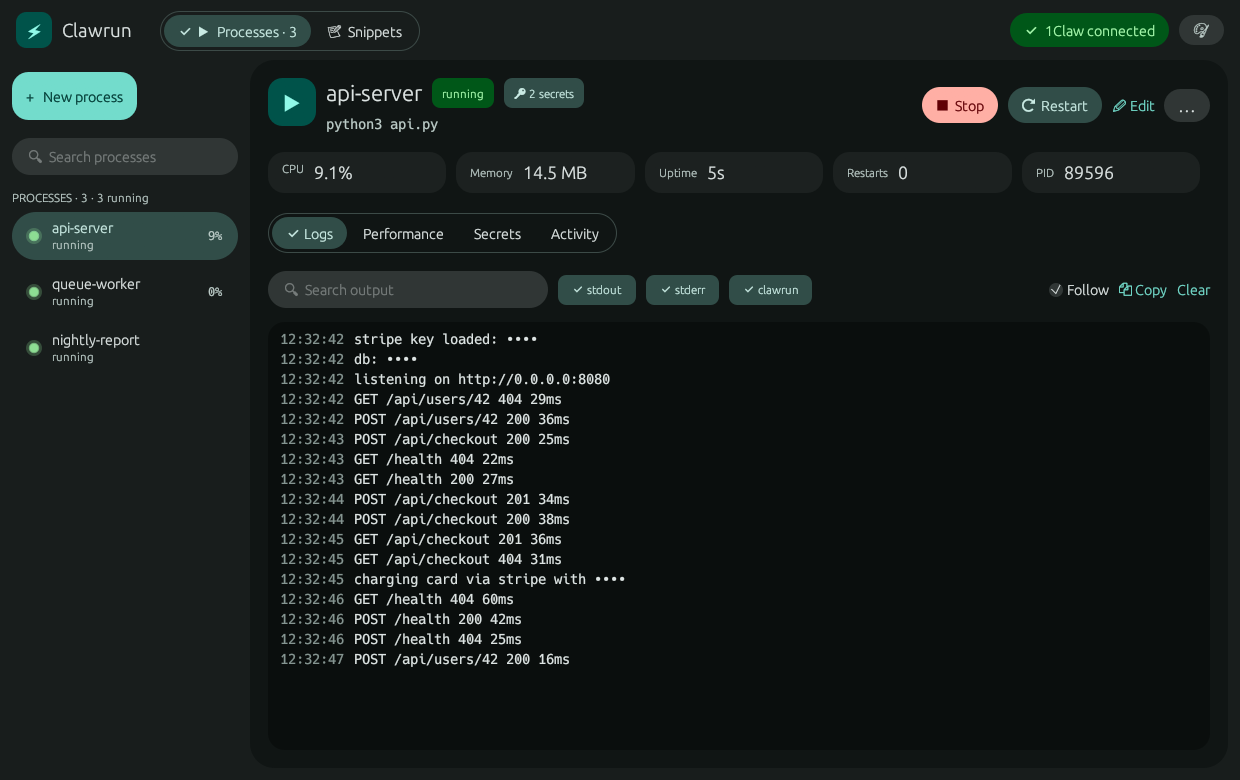 Clawrun
Processes · 3
Snippets
1Claw connected
+ New process
Search processes
PROCESSES · 3 · 3 running
api-server
running
9%
queue-worker
running
0%
nightly-report
running
api-server
running
2 secrets
python3 api.py
Stop
Restart
Edit
...
CPU 9.1%
Memory 14.5 MB
Uptime 5s
Restarts 0
PID 89596
Logs
Performance
Secrets
Activity
Search output
stdout
stderr
clawrun
Follow
Copy
Clear
12:32:42 stripe key loaded: ••••
12:32:42 db: ••••
12:32:42 listening on http://0.0.0.0:8080
12:32:42 GET /api/users/42 404 29ms
12:32:42 POST /api/users/42 200 36ms
12:32:43 POST /api/checkout 200 25ms
12:32:43 GET /health 404 22ms
12:32:43 GET /health 200 27ms
12:32:44 POST /api/checkout 201 34ms
12:32:44 POST /api/checkout 200 38ms
12:32:45 GET /api/checkout 201 36ms
12:32:45 GET /api/checkout 404 31ms
12:32:45 charging card via stripe with ••••
12:32:46 GET /health 404 60ms
12:32:46 POST /health 200 42ms
12:32:46 POST /health 404 25ms
12:32:47 POST /api/users/42 200 16ms